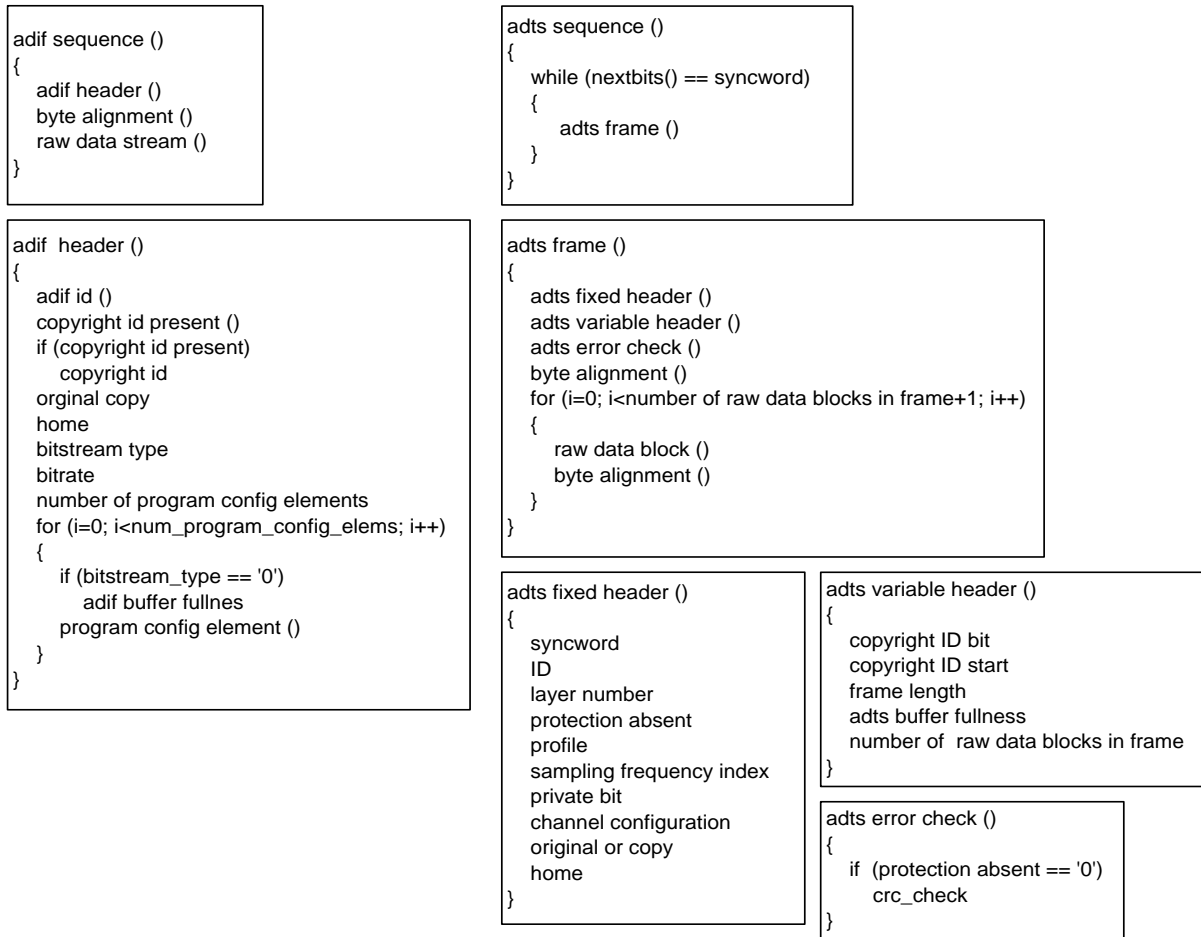 adif sequence ()
{
adif header ()
byte alignment ()
raw data stream ()
}
adif  header ()
{
adif id ()
copyright id present ()
if (copyright id present)
copyright id
orginal copy
home
bitstream type
bitrate
number of program config elements
for (i=0; i<num_program_config_elems; i++)
{
if (bitstream_type == '0')
adif buffer fullnes
program config element ()
}
}
adts sequence ()
{
while (nextbits() == syncword)
{
adts frame ()
}
}
adts frame ()
{
adts fixed header ()
adts variable header ()
adts error check ()
byte alignment ()
for (i=0; i<number of raw data blocks in frame+1; i++)
{
raw data block ()
byte alignment ()
}
}
adts fixed header ()
{
syncword
ID
layer number
protection absent
profile
sampling frequency index
private bit
channel configuration
original or copy
home
}
adts variable header ()
{
copyright ID bit
copyright ID start
frame length
adts buffer fullness
number of  raw data blocks in frame
}
adts error check ()
{
if  (protection absent == '0')
crc_check
}